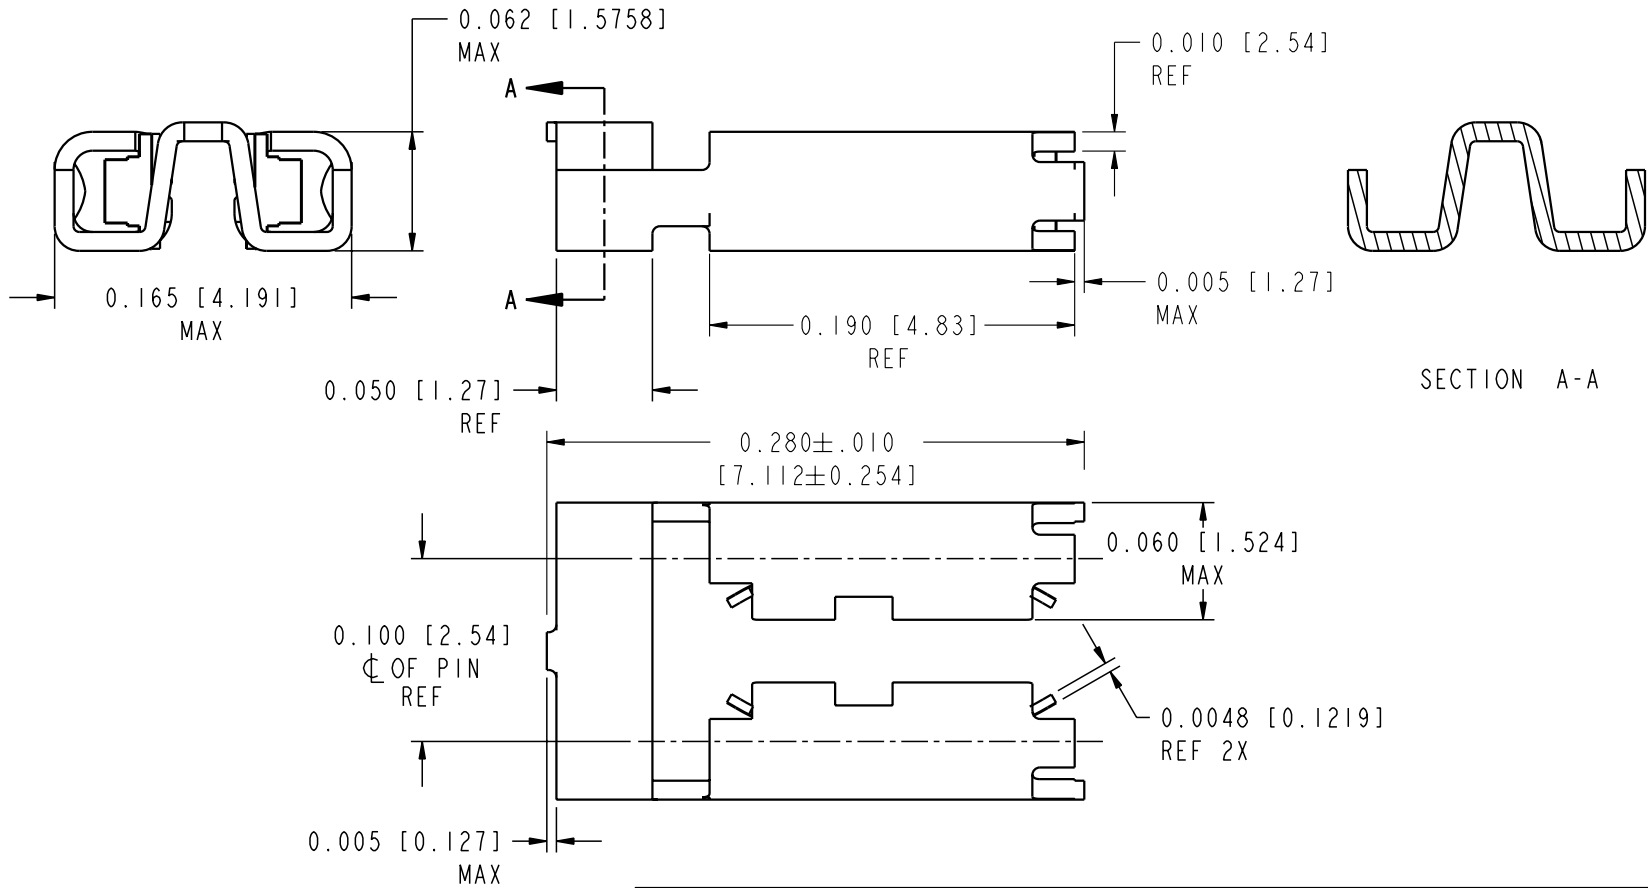 0.062 [1.5758]
MAX
0.010 [2.54]
REF
A
A
0.165 [4.191]
MAX
0.005 [1.27]
MAX
0.190 [4.83]
REF
0.050 [1.27]
REF
SECTION A-A
0.280±.010
[7.112±0.254]
0.060 [1.524]
MAX
0.100 [2.54]
℄ OF PIN
REF
0.0048 [0.1219]
REF 2X
0.005 [0.127]
MAX